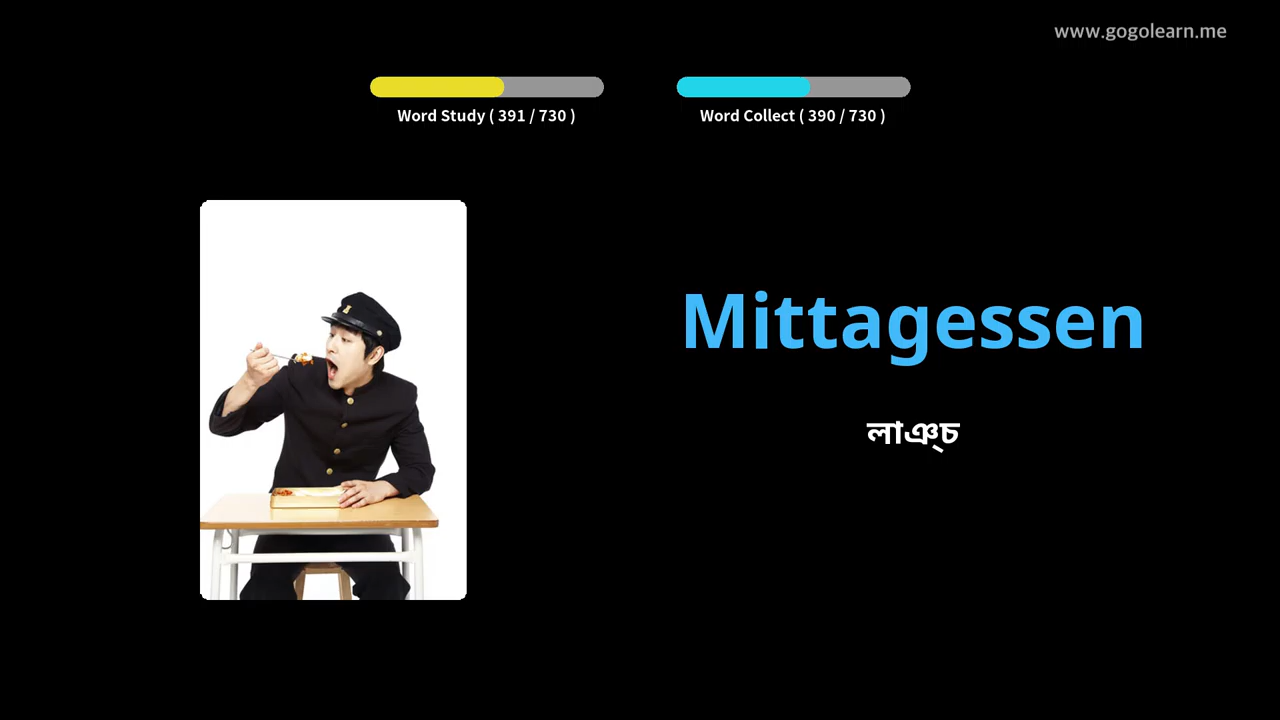 www.gogolearn.me
Word Study ( 391 / 730 )
Word Collect ( 390 / 730 )
Mittagessen
লাঞ্চ